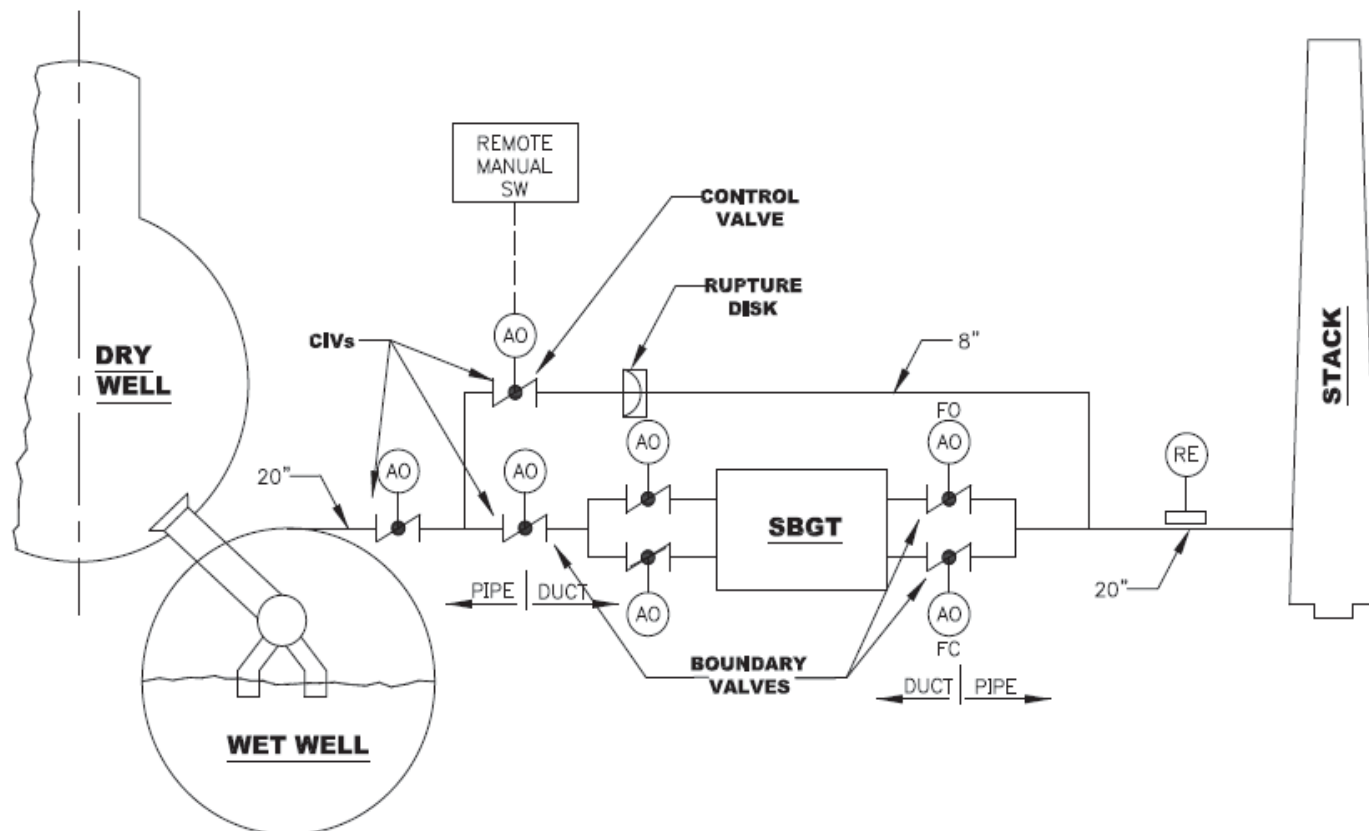 REMOTE
MANUAL
SW
CONTROL
VALVE
RUPTURE
DISK
AO
CIVs
8"
DRY
WELL
STACK
FO
AO
AO
RE
AO
AO
20"
SBGT
PIPE
DUCT
AO
AO
FC
20"
BOUNDARY
VALVES
DUCT
PIPE
WET WELL